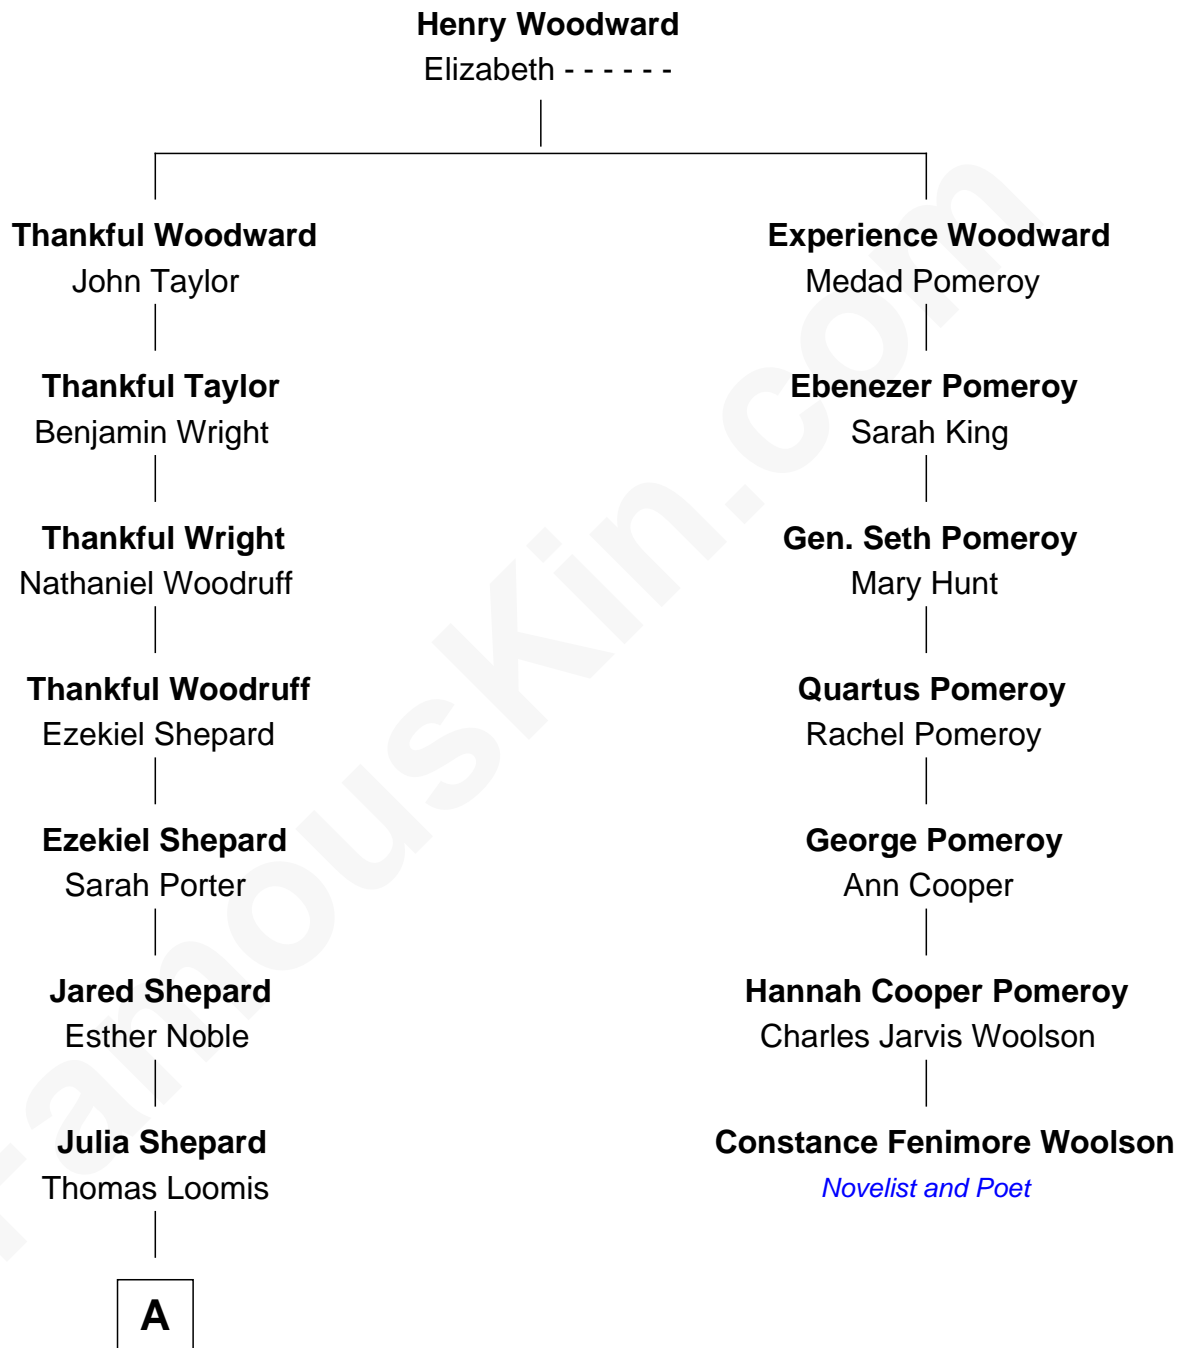 Henry Woodward
Elizabeth - - - - - -
Thankful Woodward
John Taylor
Experience Woodward
Medad Pomeroy
Thankful Taylor
Benjamin Wright
Ebenezer Pomeroy
Sarah King
Thankful Wright
Nathaniel Woodruff
Gen. Seth Pomeroy
Mary Hunt
Thankful Woodruff
Ezekiel Shepard
Quartus Pomeroy
Rachel Pomeroy
Ezekiel Shepard
Sarah Porter
George Pomeroy
Ann Cooper
Jared Shepard
Esther Noble
Hannah Cooper Pomeroy
Charles Jarvis Woolson
Julia Shepard
Thomas Loomis
Constance Fenimore Woolson
Novelist and Poet
A
FamousKin.com